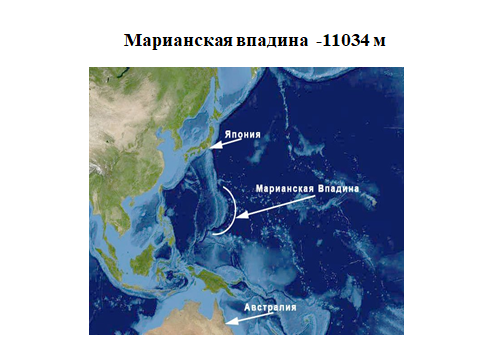 Марианская впадина -11034 м
Япония
Марианская Впадина
Австралия